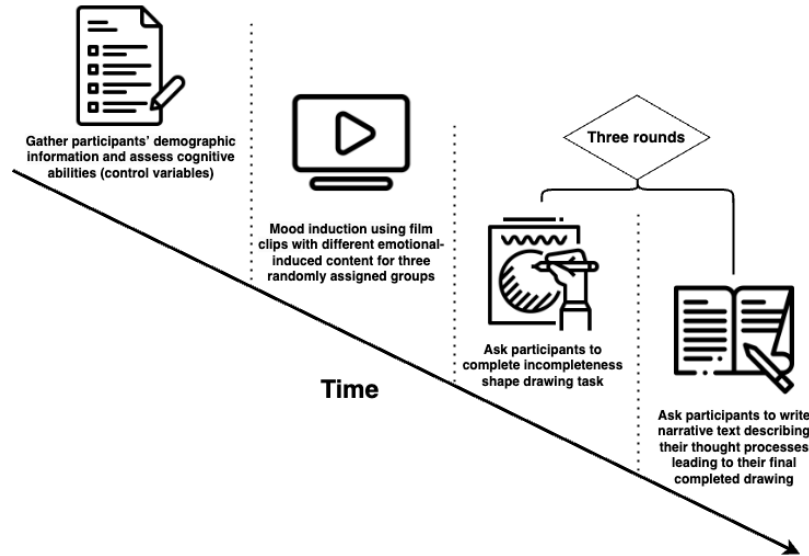 Gather participants' demographic
information and assess cognitive
abilities (control variables)
Mood induction using film
clips with different emotional-
induced content for three
randomly assigned groups
Three rounds
Ask participants to
complete incompleteness
shape drawing task
Ask participants to write
narrative text describing
their thought processes
leading to their final
completed drawing
Time